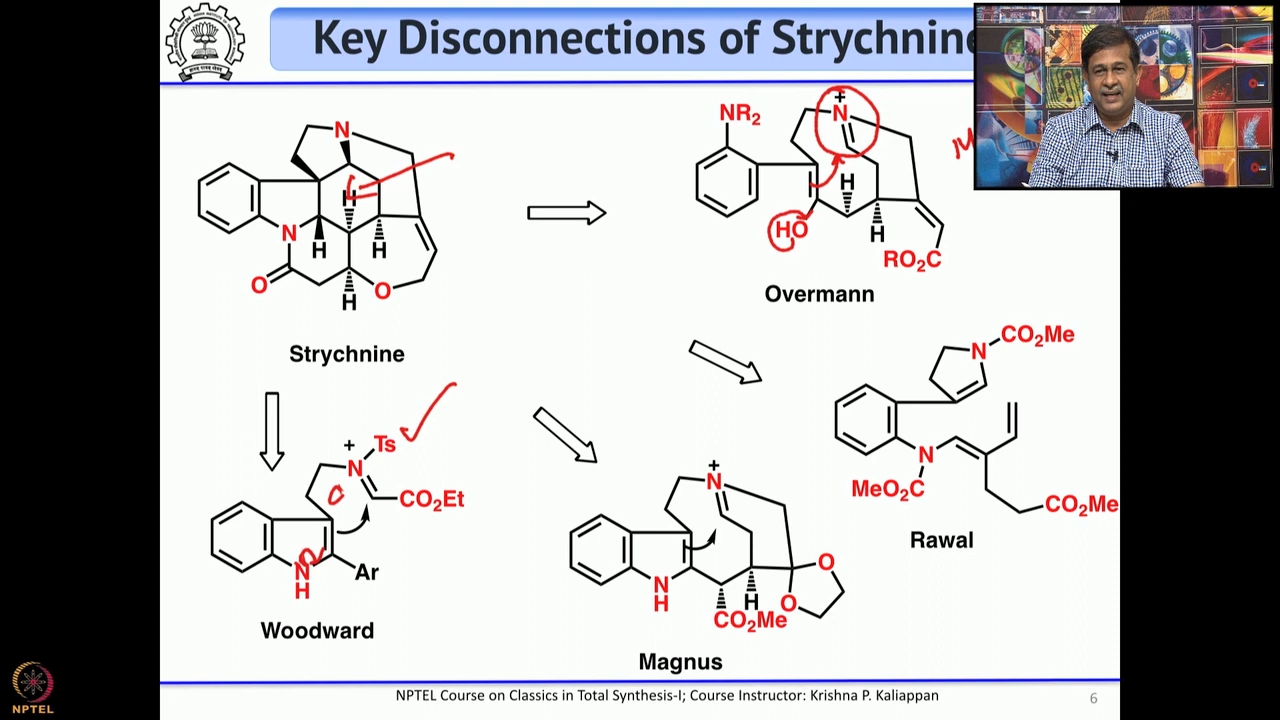 Key Disconnections of Strychnine
N
H
N
H
H
O
H
O
Strychnine
NR2
+
N
H
HO
H
RO2C
Overmann
M
+
Ts
N
CO2Et
N
H
Ar
Woodward
+
N
N
H
H
CO2Me
O
O
Magnus
CO2Me
N
N
MeO2C
CO2Me
Rawal
NPTEL Course on Classics in Total Synthesis-I; Course Instructor: Krishna P. Kaliappan
6
NPTEL